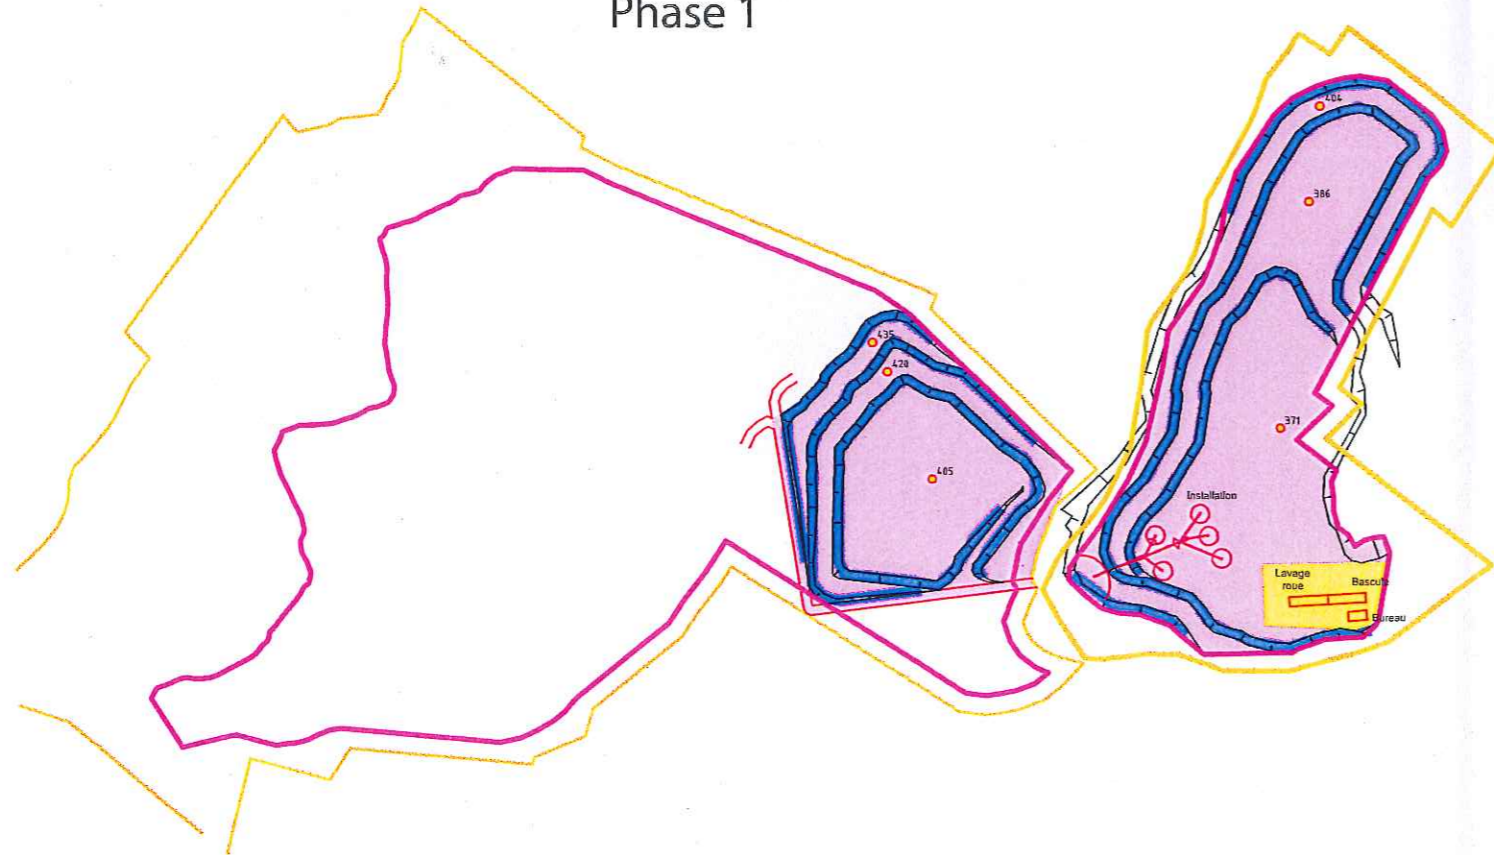 Phase 1
404
386
435
420
371
405
Installation
Lavage
roue
Bascule
Bureau